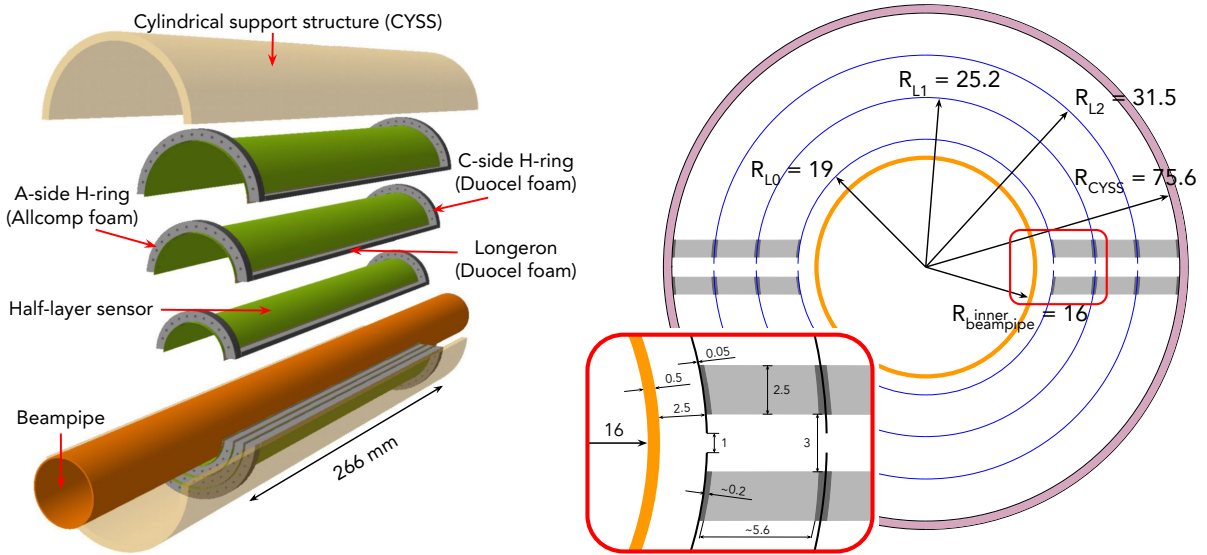 Cylindrical support structure (CYSS)
A-side H-ring
(Allcomp foam)
C-side H-ring
(Duocel foam)
Longeron
(Duocel foam)
Half-layer sensor
Beampipe
266 mm
R_L1 = 25.2
R_L2 = 31.5
R_L0 = 19
R_CYSS = 75.6
R_L inner beampipe = 16
0.05
0.5
2.5
2.5
16
1
3
~0.2
~5.6